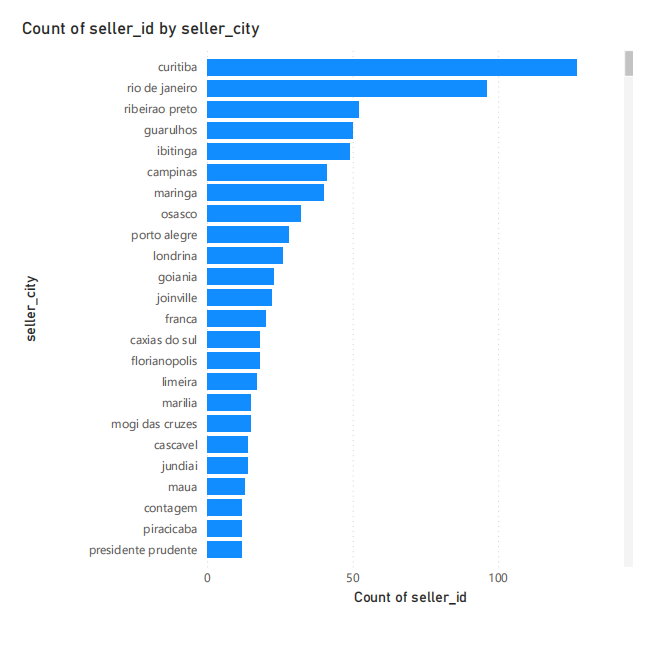 Count of seller_id by seller_city
curitiba
rio de janeiro
ribeirao preto
guarulhos
ibitinga
campinas
maringa
osasco
porto alegre
londrina
goiania
joinville
franca
caxias do sul
florianopolis
limeira
marilia
mogi das cruzes
cascavel
jundiai
maua
contagem
piracicaba
presidente prudente
seller_city
0 50 100
Count of seller_id